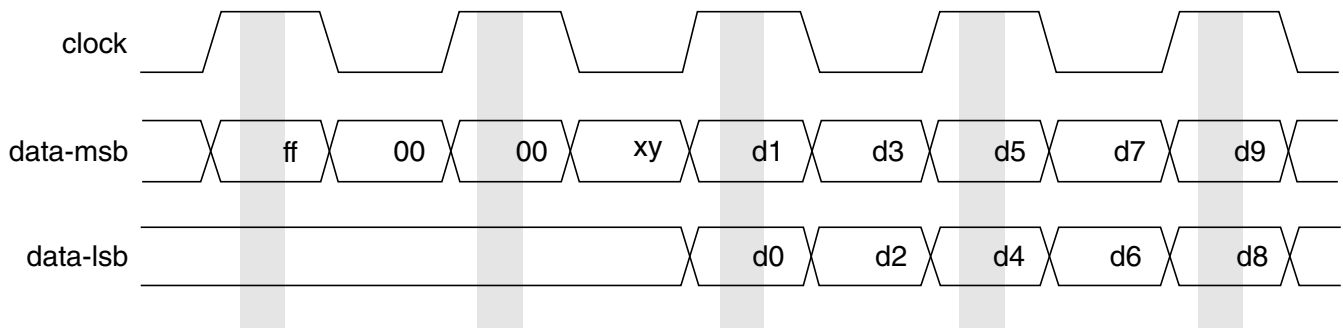 clock
data-msb ff 00 00 xy d1 d3 d5 d7 d9
data-lsb d0 d2 d4 d6 d8